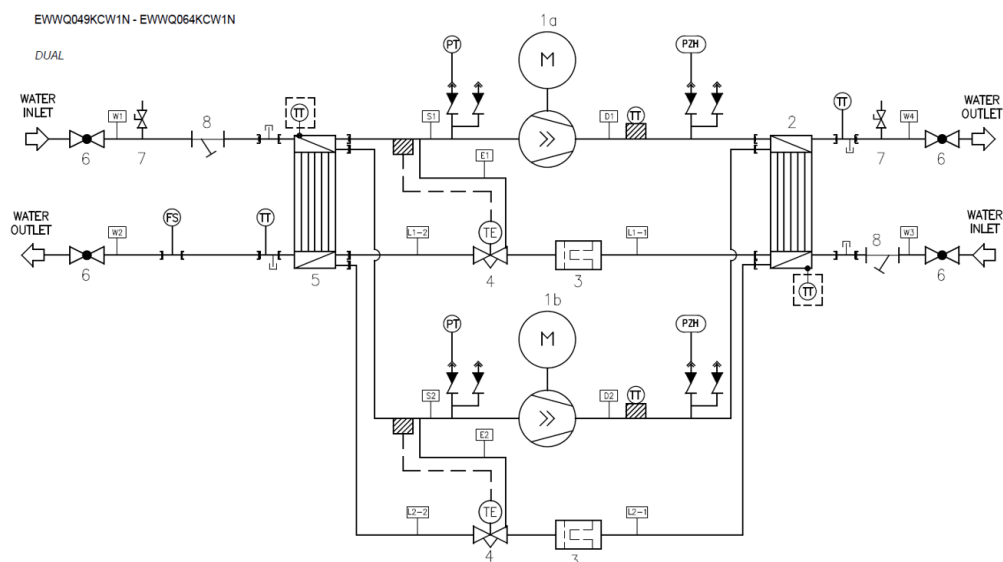 EWWQ049KCW1N - EWWQ064KCW1N
DUAL
1a
PT
M
PZH
WATER
INLET
W1
8
TT
S1
D1
TT
2
TT
W4
WATER
OUTLET
6
7
7
6
E1
WATER
OUTLET
W2
FS
TT
L1-2
TE
L1-1
8
W3
WATER
INLET
6
5
4
3
6
TT
1b
PT
M
PZH
S2
D2
TT
E2
L2-2
TE
L2-1
4
3